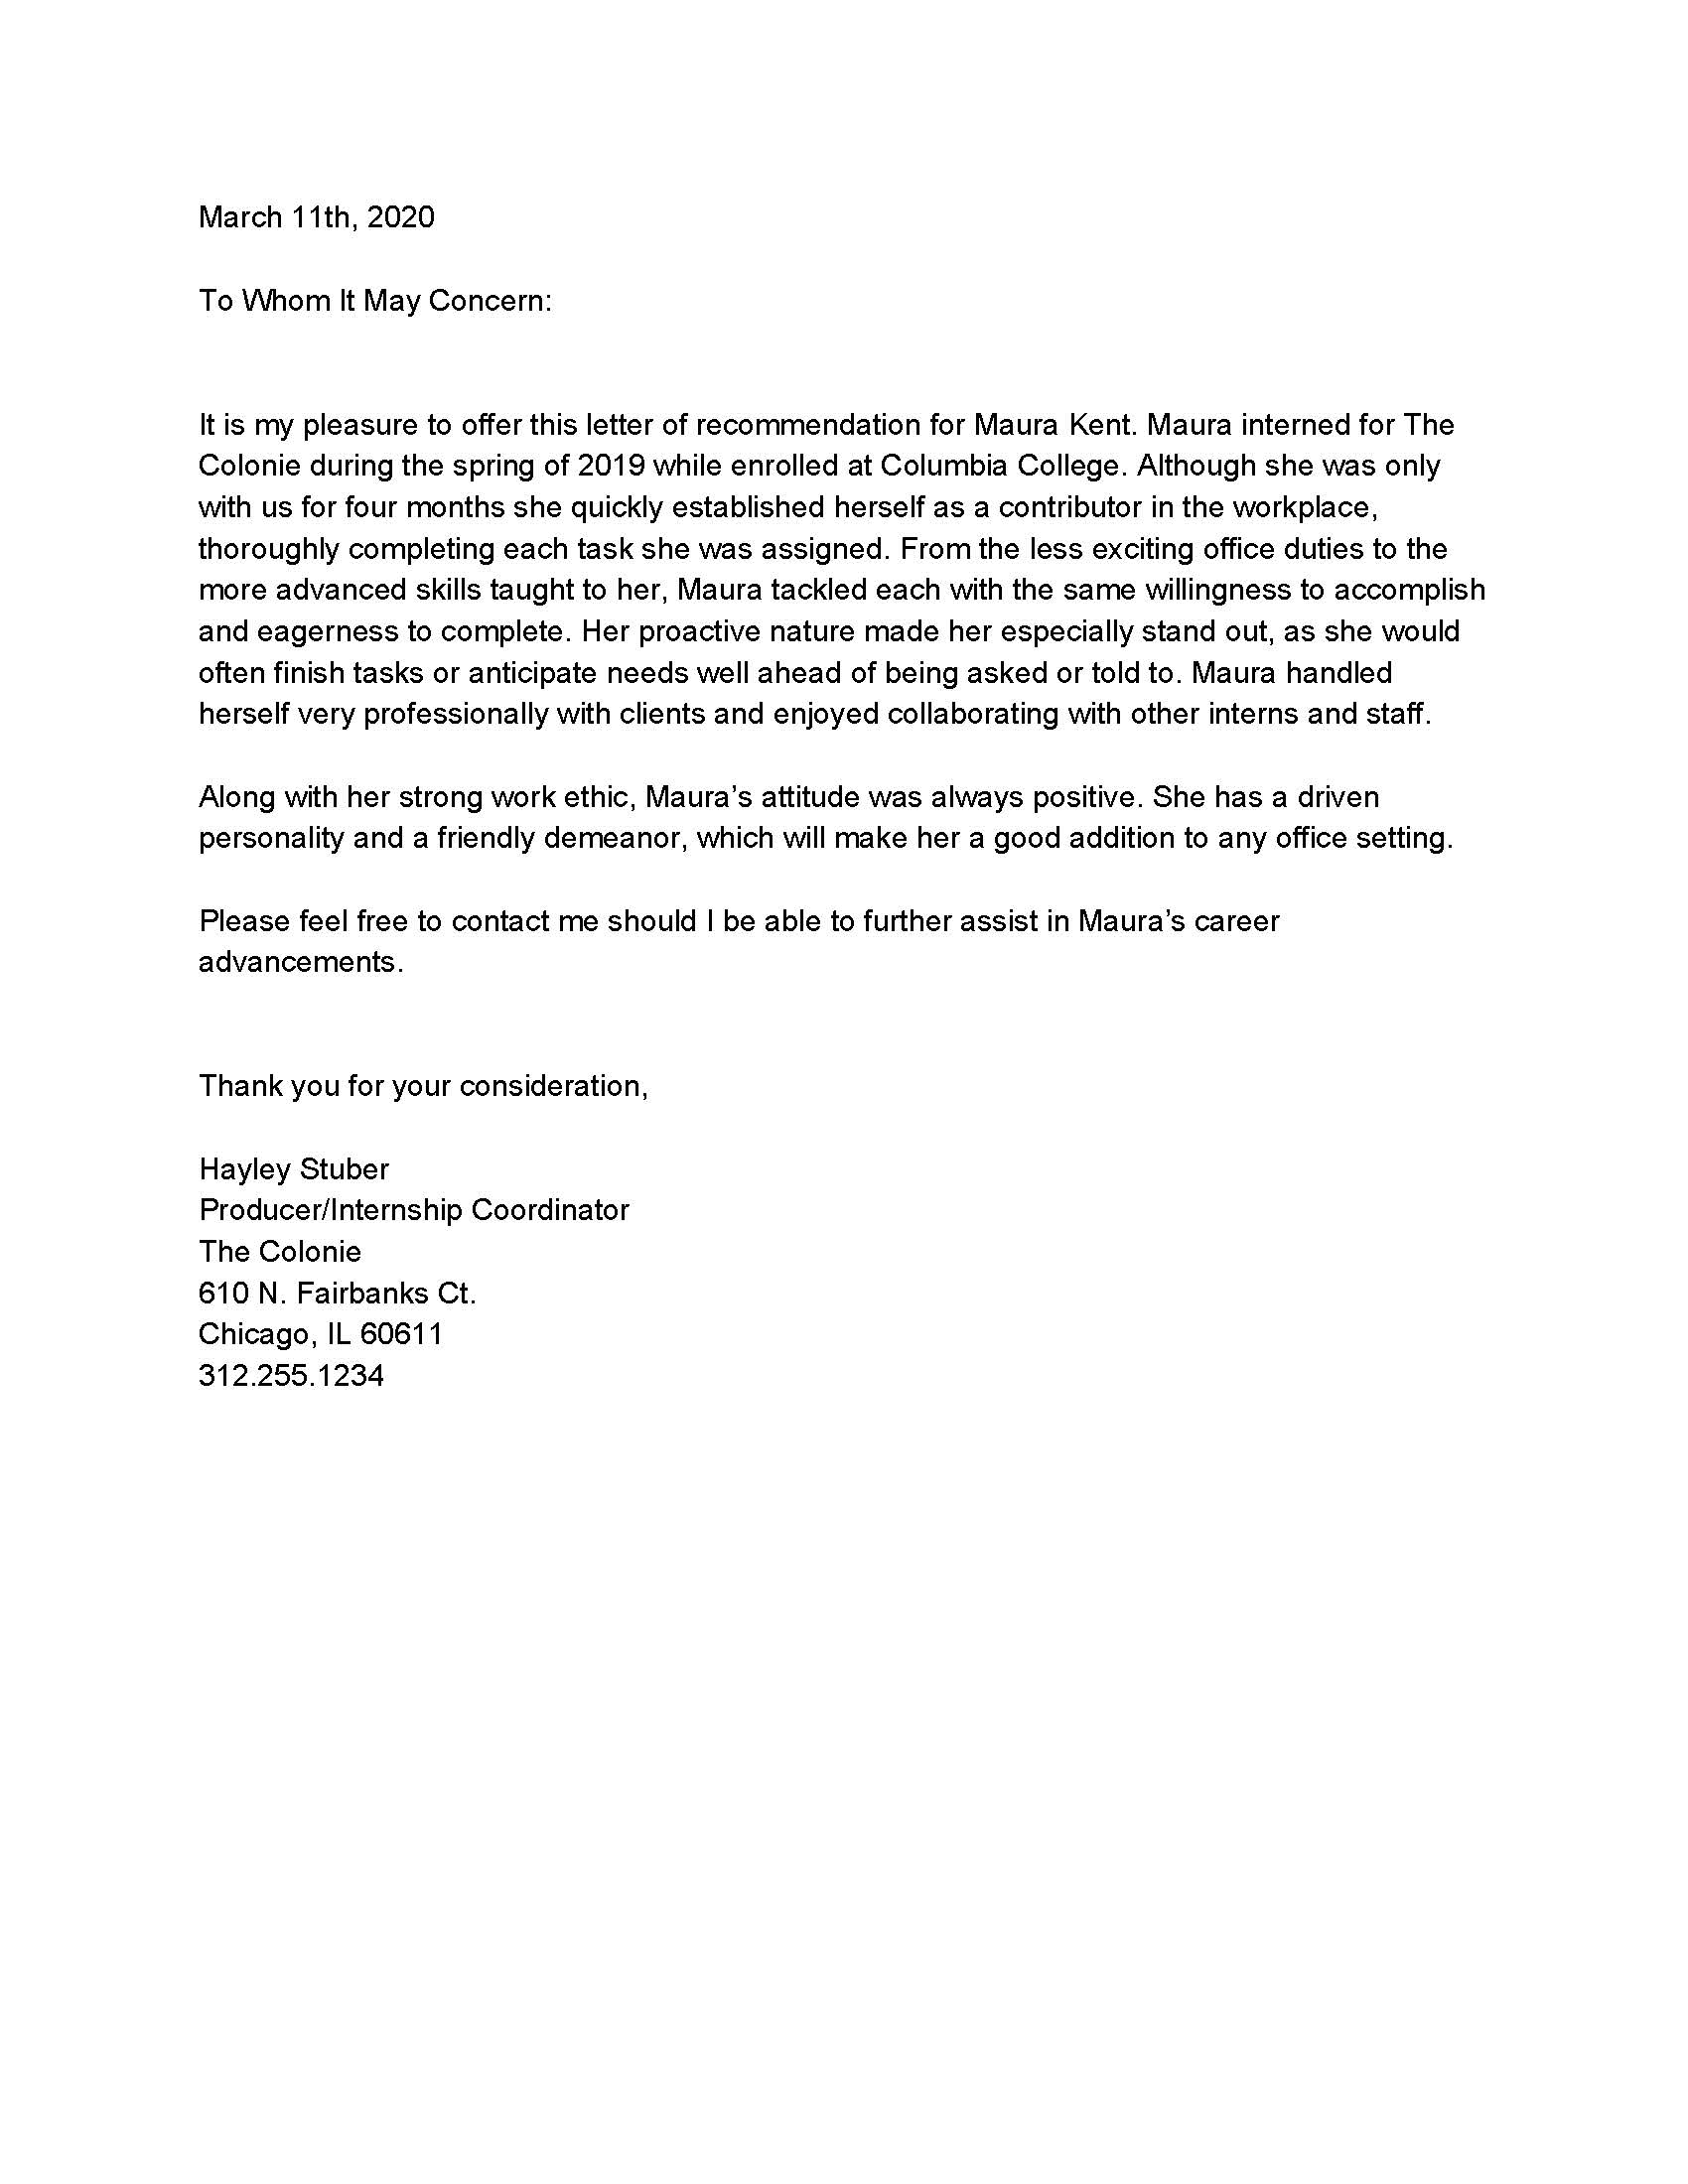 March 11th, 2020
To Whom It May Concern:
It is my pleasure to offer this letter of recommendation for Maura Kent. Maura interned for The
Colonie during the spring of 2019 while enrolled at Columbia College. Although she was only
with us for four months she quickly established herself as a contributor in the workplace,
thoroughly completing each task she was assigned. From the less exciting office duties to the
more advanced skills taught to her, Maura tackled each with the same willingness to accomplish
and eagerness to complete. Her proactive nature made her especially stand out, as she would
often finish tasks or anticipate needs well ahead of being asked or told to. Maura handled
herself very professionally with clients and enjoyed collaborating with other interns and staff.
Along with her strong work ethic, Maura’s attitude was always positive. She has a driven
personality and a friendly demeanor, which will make her a good addition to any office setting.
Please feel free to contact me should I be able to further assist in Maura’s career
advancements.
Thank you for your consideration,
Hayley Stuber
Producer/Internship Coordinator
The Colonie
610 N. Fairbanks Ct.
Chicago, IL 60611
312.255.1234